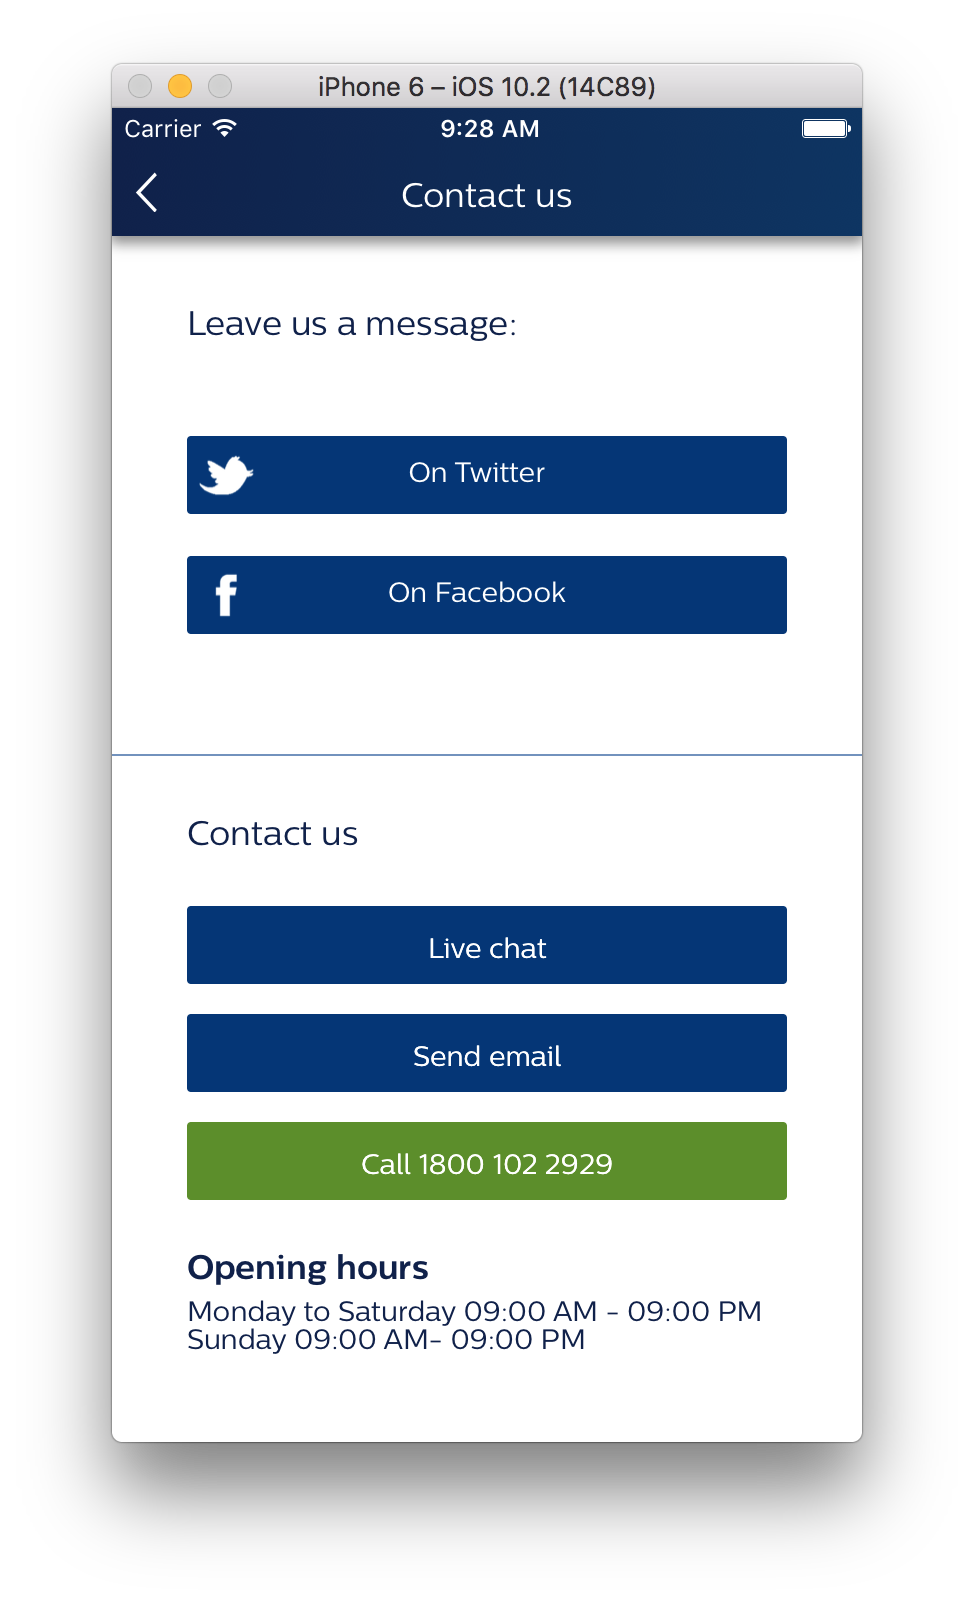 iPhone 6 – iOS 10.2 (14C89)
Carrier 9:28 AM
Contact us
Leave us a message:
On Twitter
On Facebook
Contact us
Live chat
Send email
Call 1800 102 2929
Opening hours
Monday to Saturday 09:00 AM - 09:00 PM
Sunday 09:00 AM- 09:00 PM